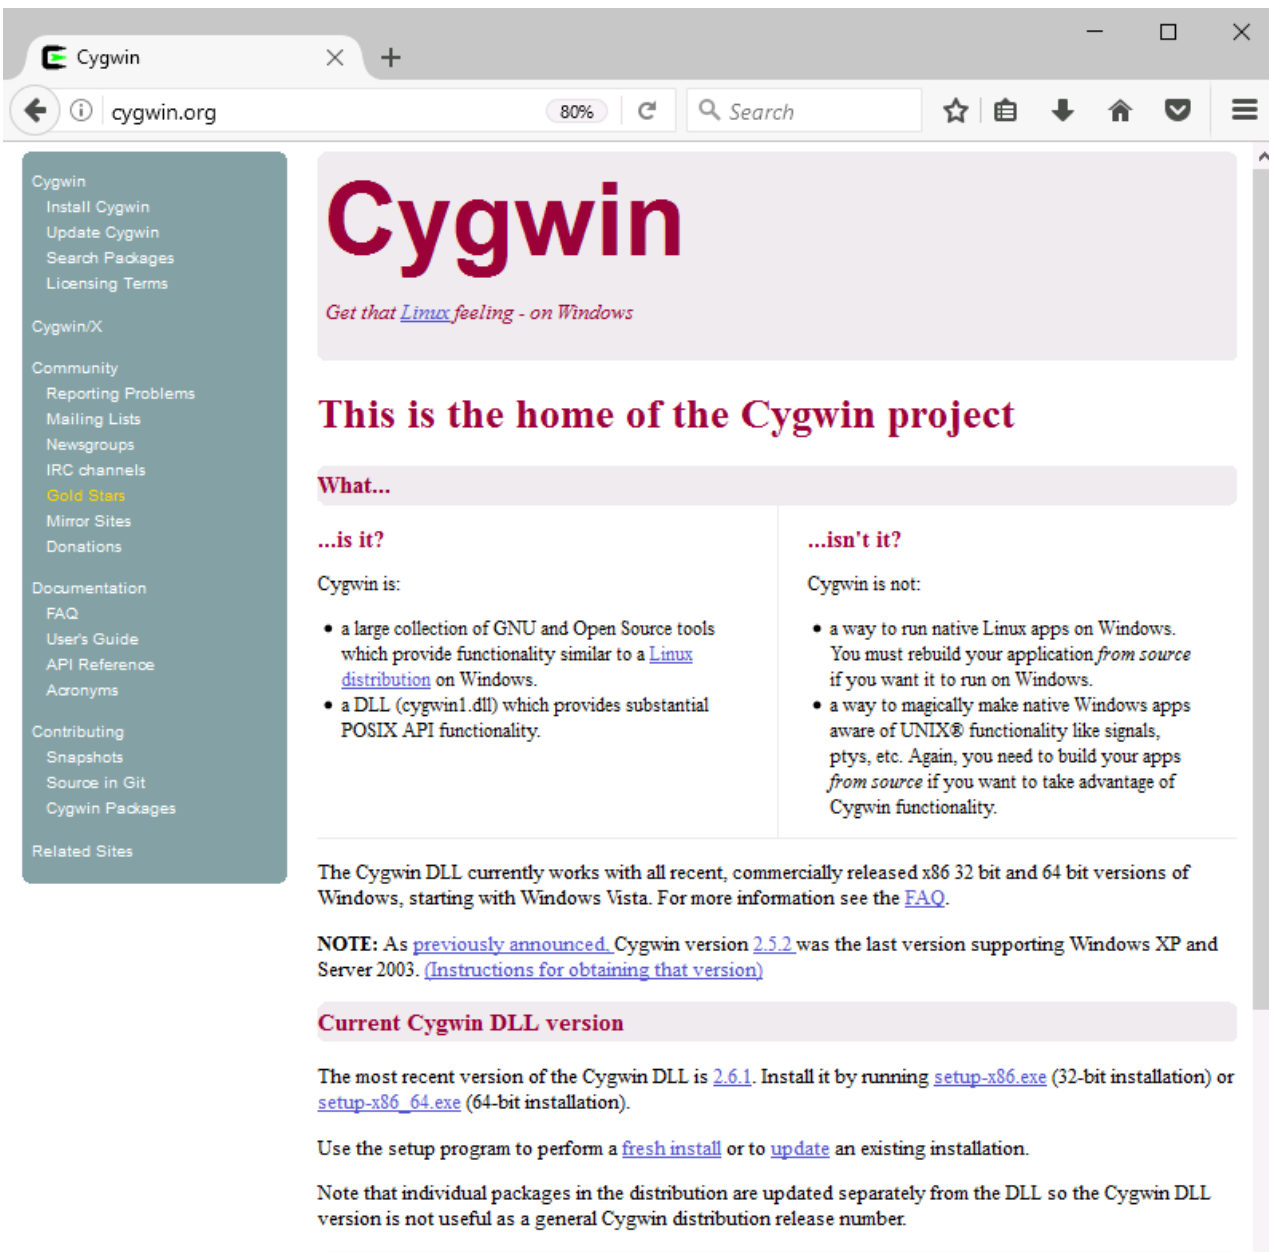 Cygwin
cygwin.org
80%
Search
Cygwin
Install Cygwin
Update Cygwin
Search Packages
Licensing Terms
Cygwin/X
Community
Reporting Problems
Mailing Lists
Newsgroups
IRC channels
Gold Stars
Mirror Sites
Donations
Documentation
FAQ
User's Guide
API Reference
Acronyms
Contributing
Snapshots
Source in Git
Cygwin Packages
Related Sites
Cygwin
Get that Linux feeling - on Windows
This is the home of the Cygwin project
What...
...is it?
Cygwin is:
• a large collection of GNU and Open Source tools
which provide functionality similar to a Linux
distribution on Windows.
• a DLL (cygwin1.dll) which provides substantial
POSIX API functionality.
...isn't it?
Cygwin is not:
• a way to run native Linux apps on Windows.
You must rebuild your application from source
if you want it to run on Windows.
• a way to magically make native Windows apps
aware of UNIX® functionality like signals,
ptys, etc. Again, you need to build your apps
from source if you want to take advantage of
Cygwin functionality.
The Cygwin DLL currently works with all recent, commercially released x86 32 bit and 64 bit versions of
Windows, starting with Windows Vista. For more information see the FAQ.
NOTE: As previously announced, Cygwin version 2.5.2 was the last version supporting Windows XP and
Server 2003. (Instructions for obtaining that version)
Current Cygwin DLL version
The most recent version of the Cygwin DLL is 2.6.1. Install it by running setup-x86.exe (32-bit installation) or
setup-x86_64.exe (64-bit installation).
Use the setup program to perform a fresh install or to update an existing installation.
Note that individual packages in the distribution are updated separately from the DLL so the Cygwin DLL
version is not useful as a general Cygwin distribution release number.